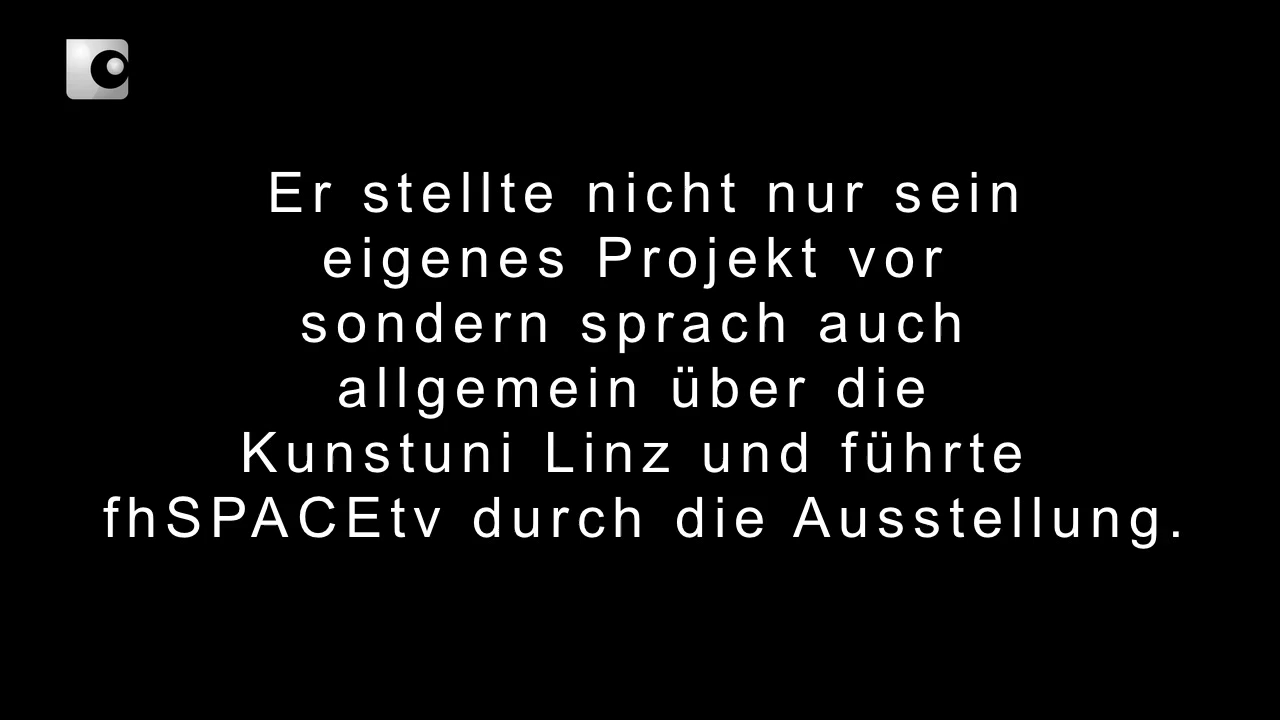 Er stellte nicht nur sein
eigenes Projekt vor
sondern sprach auch
allgemein über die
Kunstuni Linz und führte
fhSPACEtv durch die Ausstellung.